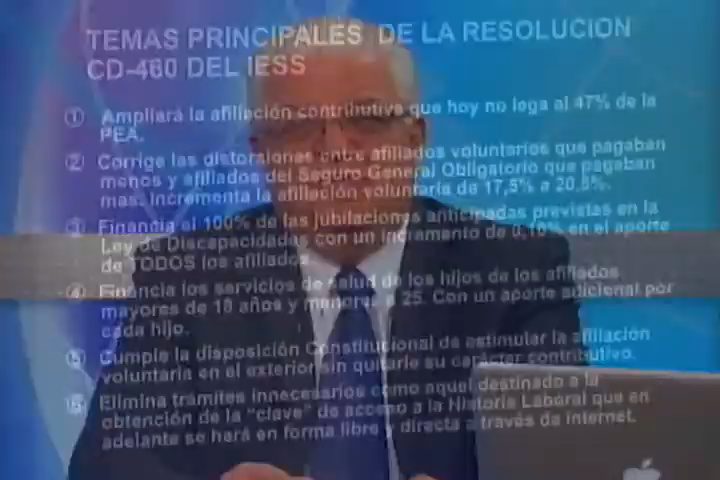 TEMAS PRINCIPALES DE LA RESOLUCION
CD-460 DEL IESS
1 Ampliará la afiliación contributiva que hoy no lega al 47% de la
PEA.
2 Corrige las distorsiones entre afiliados voluntarios que pagaban
menos y afiliados del Seguro General Obligatorio que pagaban
mas. Incrementa la afiliación voluntaria de 17,5% a 20,5%.
3 Financia el 100% de las jubilaciones anticipadas previstas en la
Ley de Discapacidades con un incremento de 0,10% en el aporte
de TODOS los afiliados.
4 Financia los servicios de salud de los hijos de los afiliados
mayores de 18 años y menores a 25. Con un aporte adicional por
cada hijo.
5 Cumple la disposición Constitucional de estimular la afiliación
voluntaria en el exterior sin quitarle su carácter contributivo.
6 Elimina trámites innecesarios como aquel destinado a la
obtención de la "clave" de acceso a la Historia Laboral que en
adelante se hará en forma libre y directa a través de internet.